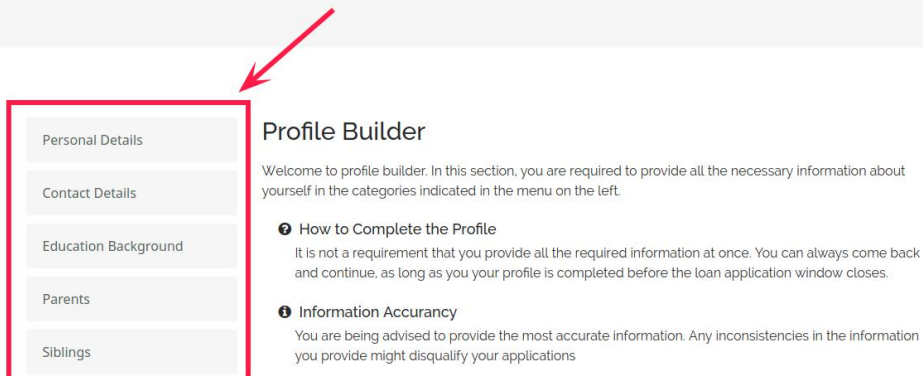 Personal Details
Contact Details
Education Background
Parents
Siblings
Profile Builder
Welcome to profile builder. In this section, you are required to provide all the necessary information about
yourself in the categories indicated in the menu on the left.
How to Complete the Profile
It is not a requirement that you provide all the required information at once. You can always come back
and continue, as long as you your profile is completed before the loan application window closes.
Information Accurancy
You are being advised to provide the most accurate information. Any inconsistencies in the information
you provide might disqualify your applications